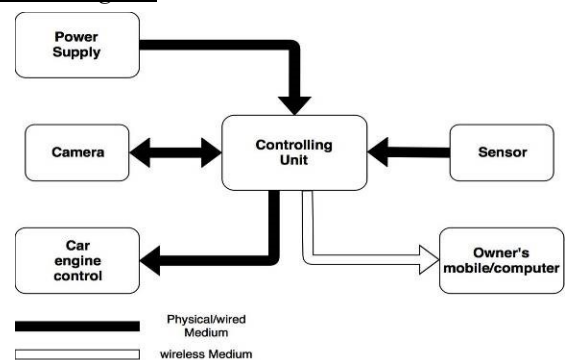 Power
Supply
Camera
Controlling
Unit
Sensor
Car
engine
control
Owner's
mobile/computer
Physical/wired
Medium
wireless Medium